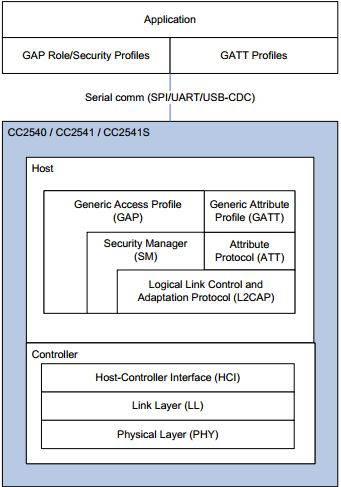 Application
GAP Role/Security Profiles
GATT Profiles
Serial comm (SPI/UART/USB-CDC)
CC2540 / CC2541 / CC2541S
Host
Generic Access Profile
(GAP)
Generic Attribute
Profile (GATT)
Security Manager
(SM)
Attribute
Protocol (ATT)
Logical Link Control and
Adaptation Protocol (L2CAP)
Controller
Host-Controller Interface (HCI)
Link Layer (LL)
Physical Layer (PHY)